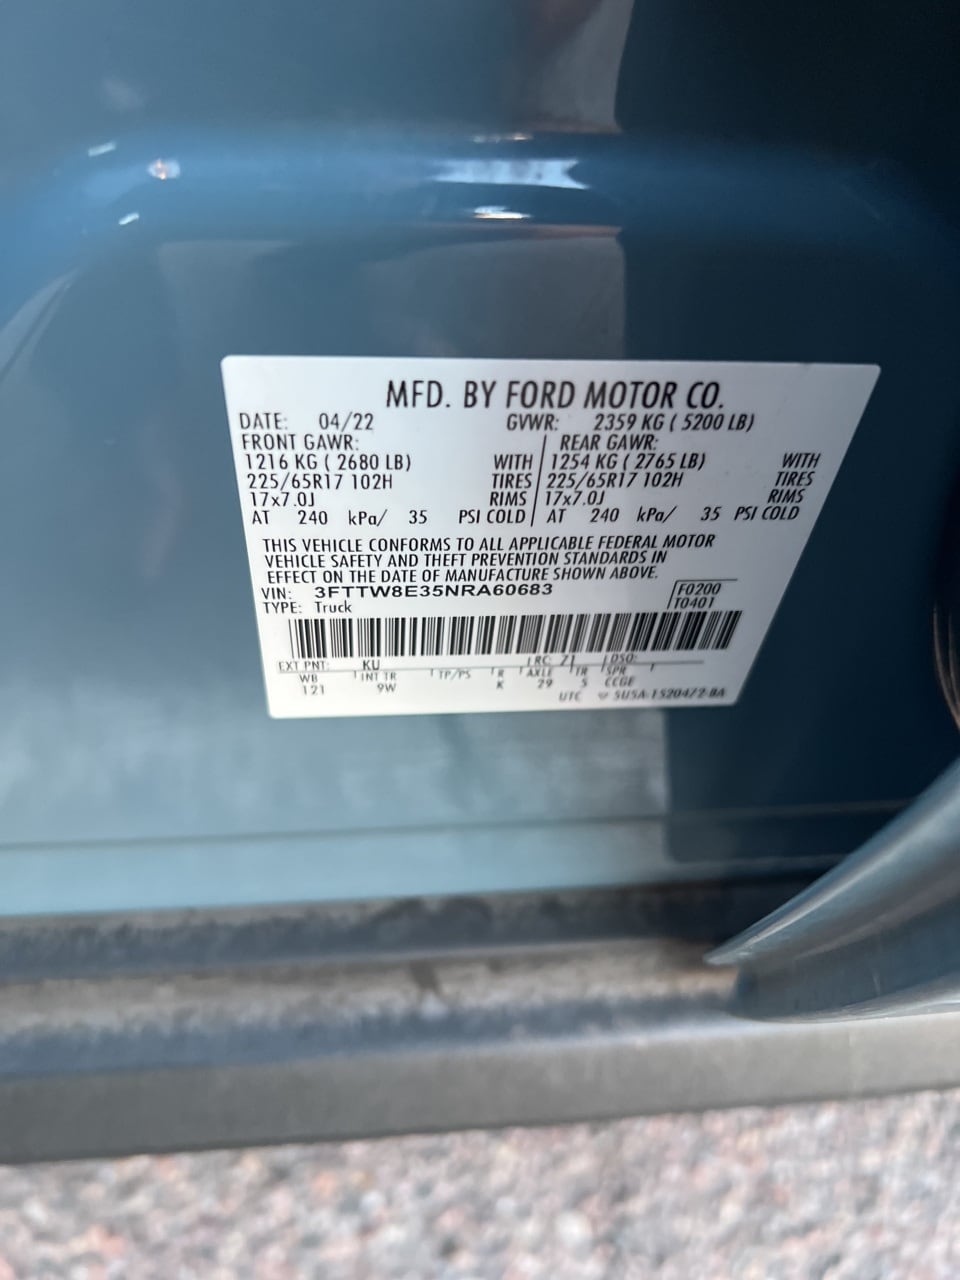 MFD. BY FORD MOTOR CO.
DATE: 04/22 GVWR: 2359 KG ( 5200 LB)
FRONT GAWR: REAR GAWR:
1216 KG ( 2680 LB) WITH 1254 KG ( 2765 LB) WITH
225/65R17 102H TIRES 225/65R17 102H TIRES
17x7.0J RIMS 17x7.0J RIMS
AT 240 kPa/ 35 PSI COLD AT 240 kPa/ 35 PSI COLD
THIS VEHICLE CONFORMS TO ALL APPLICABLE FEDERAL MOTOR
VEHICLE SAFETY AND THEFT PREVENTION STANDARDS IN
EFFECT ON THE DATE OF MANUFACTURE SHOWN ABOVE.
VIN: 3FTTW8E35NRA60683 F0200
TYPE: Truck T0401
EXT PNT: KU RC: 71 DSO:
WB INT TR TP/PS R AXLE TR SPR
121 9W K 29 S CCGE
UTC 5U5A-1520472-BA